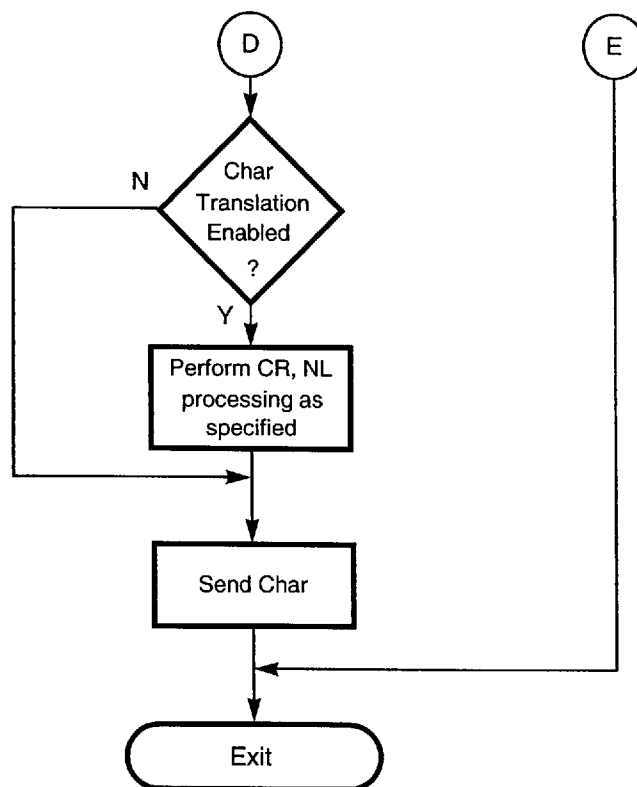 D
E
N
Char
Translation
Enabled
?
Y
Perform CR, NL
processing as
specified
Send Char
Exit